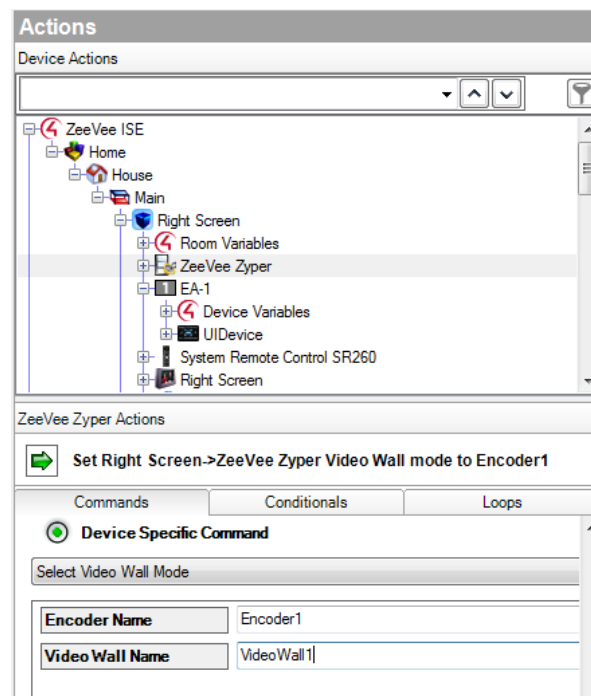 Actions
Device Actions
ZeeVee ISE
Home
House
Main
Right Screen
Room Variables
ZeeVee Zyper
1 EA-1
Device Variables
UIDevice
System Remote Control SR260
Right Screen
ZeeVee Zyper Actions
Set Right Screen->ZeeVee Zyper Video Wall mode to Encoder1
Commands Conditionals Loops
Device Specific Command
Select Video Wall Mode
Encoder Name Encoder1
Video Wall Name VideoWall1